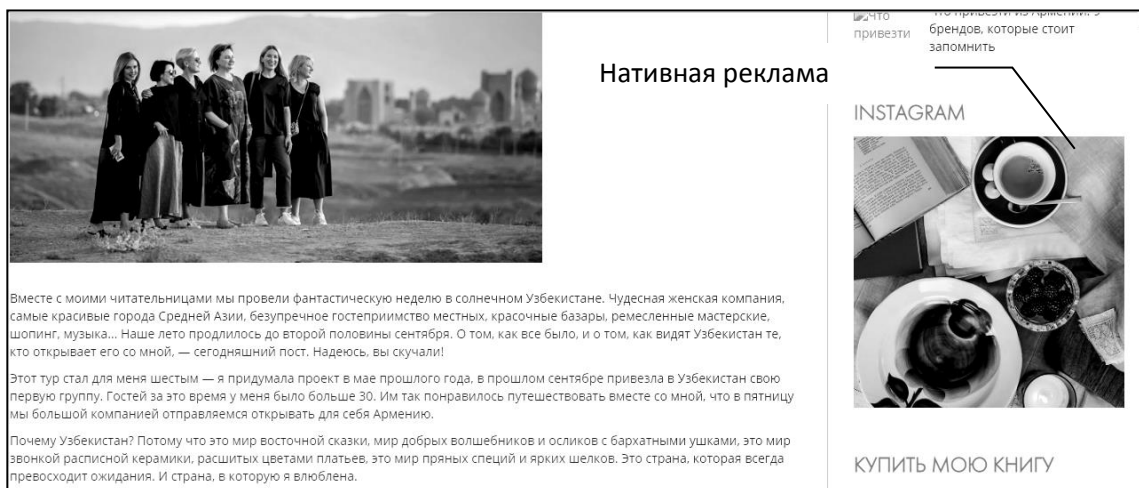 Что
привезти
что привезти из Армении: 9
брендов, которые стоит
запомнить
Нативная реклама
INSTAGRAM
Вместе с моими читательницами мы провели фантастическую неделю в солнечном Узбекистане. Чудесная женская компания,
самые красивые города Средней Азии, безупречное гостеприимство местных, красочные базары, ремесленные мастерские,
шопинг, музыка... Наше лето продлилось до второй половины сентября. О том, как все было, и о том, как видят Узбекистан те,
кто открывает его со мной, — сегодняшний пост. Надеюсь, вы скучали!
Этот тур стал для меня шестым — я придумала проект в мае прошлого года, в прошлом сентябре привезла в Узбекистан свою
первую группу. Гостей за это время у меня было больше 30. Им так понравилось путешествовать вместе со мной, что в пятницу
мы большой компанией отправляемся открывать для себя Армению.
Почему Узбекистан? Потому что это мир восточной сказки, мир добрых волшебников и осликов с бархатными ушками, это мир
звонкой расписной керамики, расшитых цветами платьев, это мир пряных специй и ярких шелков. Это страна, которая всегда
превосходит ожидания. И страна, в которую я влюблена.
КУПИТЬ МОЮ КНИГУ